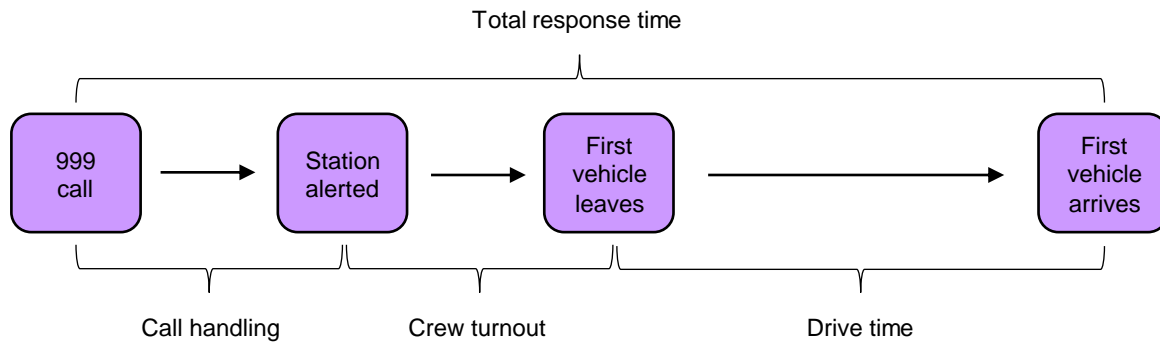 Total response time
999
call
Station
alerted
First
vehicle
leaves
First
vehicle
arrives
Call handling
Crew turnout
Drive time